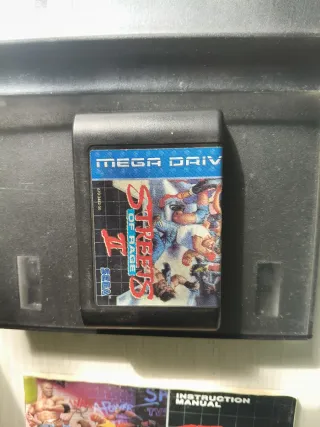 MEGA DRIV
STREETS
OF RAGE
II
SEGA
INSTRUCTION
MANUAL